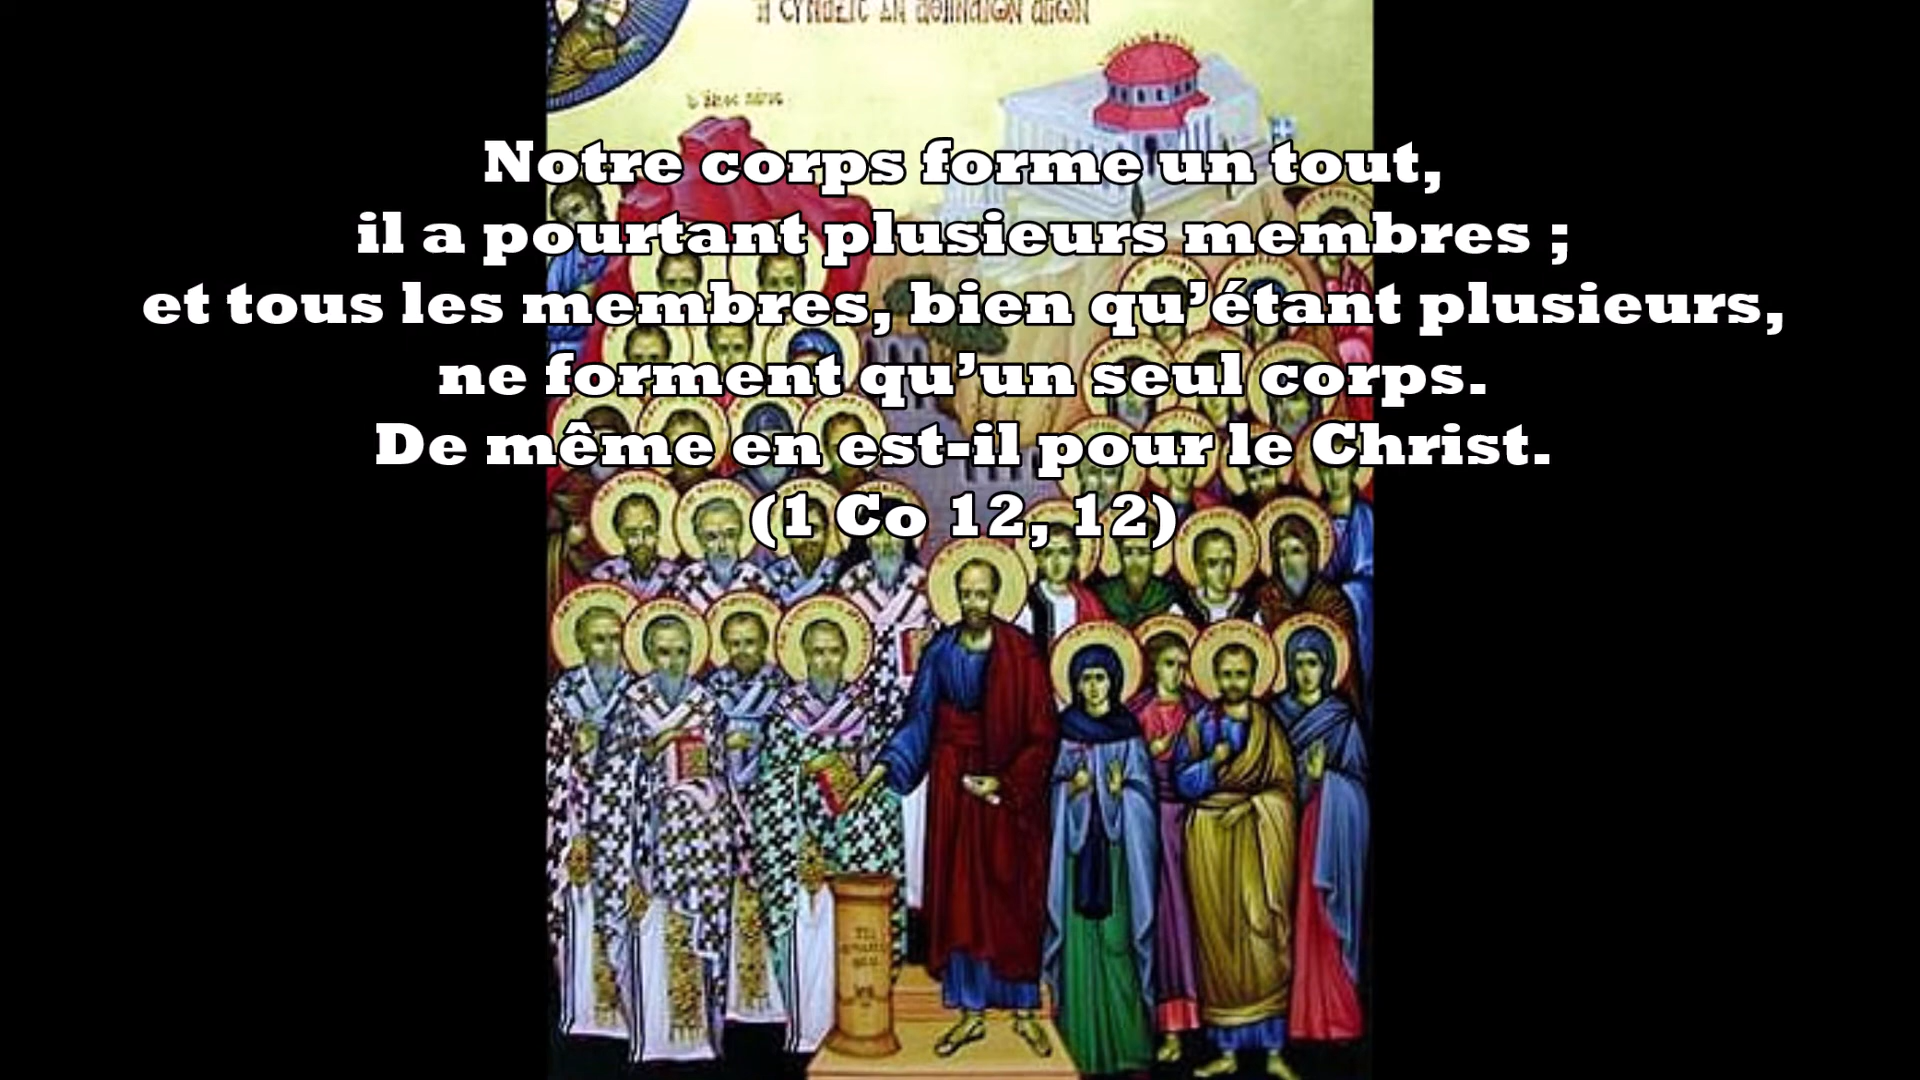 Notre corps forme un tout,
il a pourtant plusieurs membres ;
et tous les membres, bien qu’étant plusieurs,
ne forment qu’un seul corps.
De même en est-il pour le Christ.
(1 Co 12, 12)